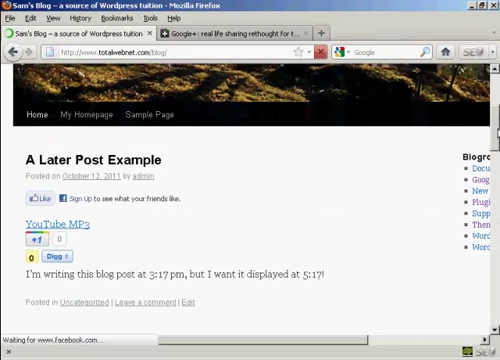 Sam's Blog – a source of Wordpress tuition - Mozilla Firefox
File Edit View History Bookmarks Tools Help
Sam's Blog – a source of Wordpress tuition
Google+: real life sharing rethought for t...
http://www.totalwebnet.com/blog/
Google
SEO
Home My Homepage Sample Page
A Later Post Example
Posted on October 12, 2011 by admin
Like Sign Up to see what your friends like.
YouTube MP3
+1 0
0 Digg
I'm writing this blog post at 3:17 pm, but I want it displayed at 5:17!
Posted in Uncategorized | Leave a comment | Edit
Blogro
Docu
Goog
New
Plugi
Supp
Them
Word
Word
Waiting for www.facebook.com...
SEO